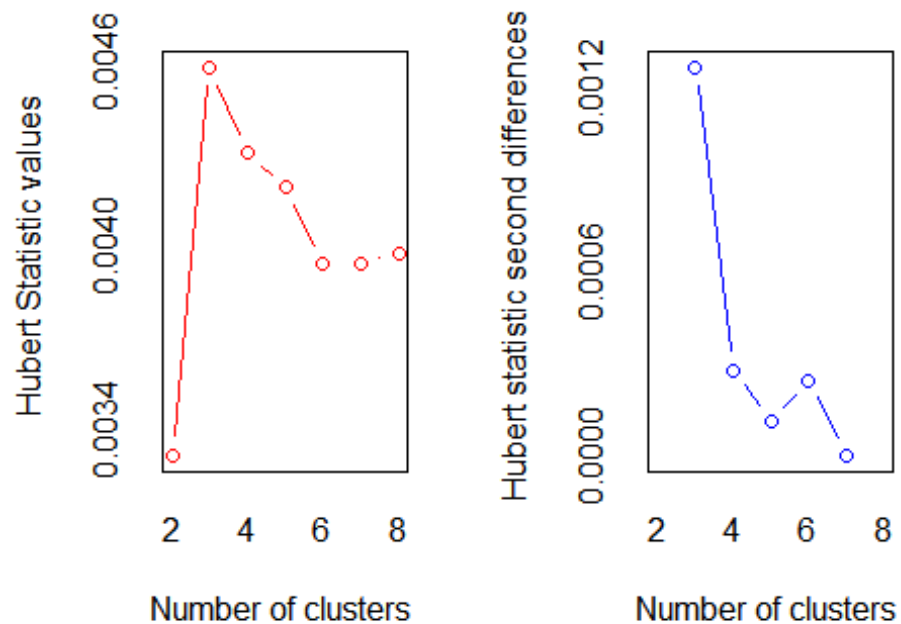 Hubert Statistic values
0.0046
0.0040
0.0034
2 4 6 8
Number of clusters
Hubert statistic second differences
0.0012
0.0006
0.0000
2 4 6 8
Number of clusters